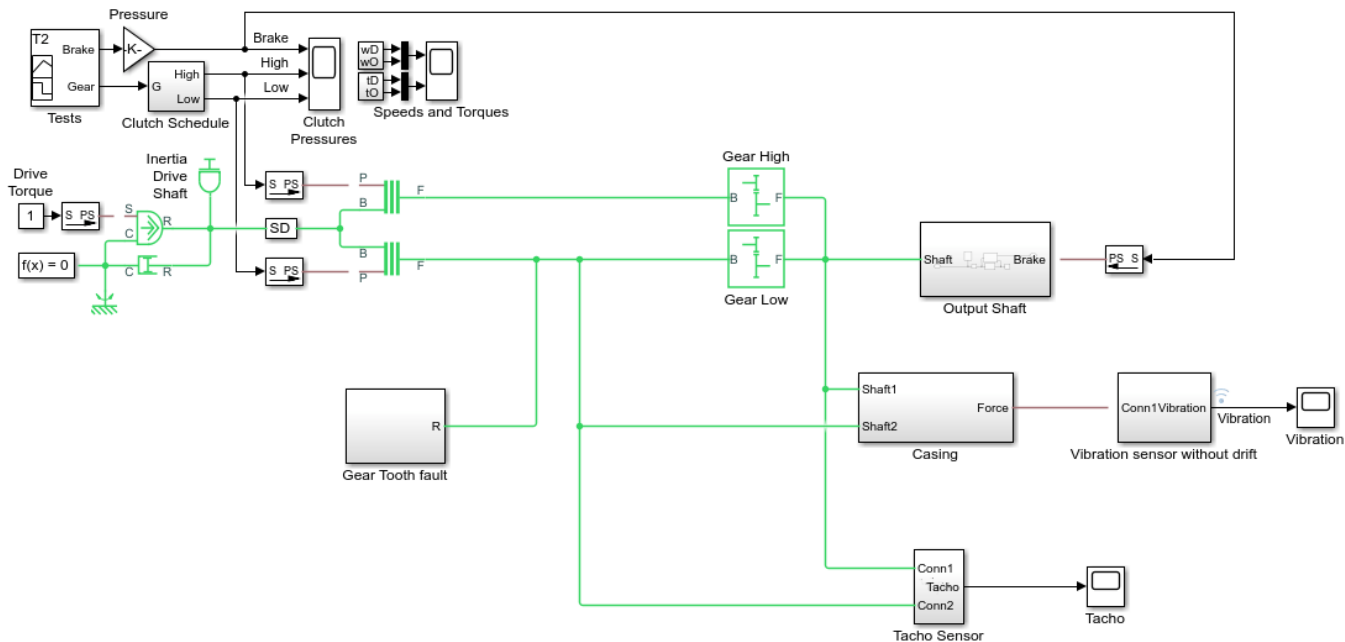 Pressure
T2
Brake
Gear
Tests
-K-
Brake
High
Low
G
High
Low
Clutch Schedule
Clutch
Pressures
wD
wO
tD
tO
Speeds and Torques
Inertia
Drive
Shaft
Drive
Torque
1
S PS
S
C
R
f(x) = 0
C
R
SD
S PS
P
B
F
S PS
B
P
F
Gear High
B
F
B
F
Gear Low
Shaft
Brake
Output Shaft
PS S
R
Gear Tooth fault
Shaft1
Shaft2
Force
Casing
Conn1
Vibration
Vibration sensor without drift
Vibration
Vibration
Conn1
Tacho
Conn2
Tacho Sensor
Tacho